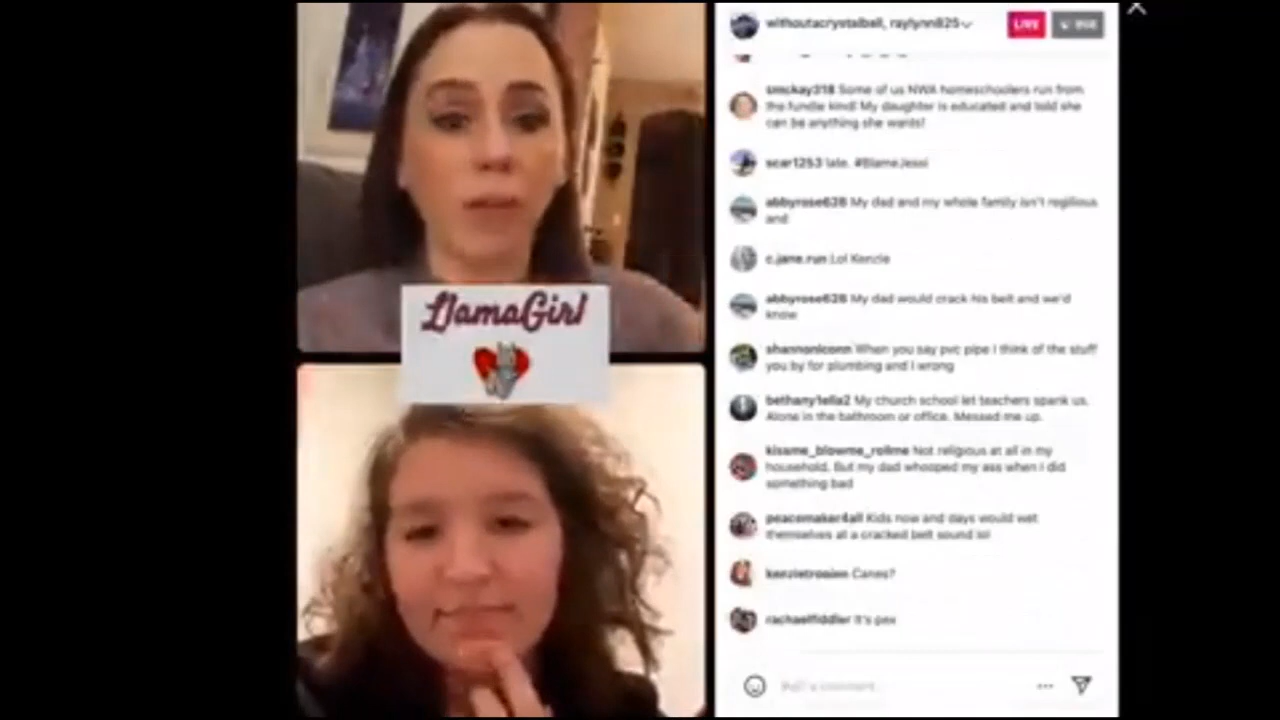 withoutacrystalball, raylynn825
LIVE
smckay318 Some of us NWA homeschoolers run from
the fundie kind! My daughter is educated and told she
can be anything she wants!
scar1253 late. #BlameJessi
abbyrose628 My dad and my whole family isn't regilious
and
c.jane.run Lol Kenzie
abbyrose628 My dad would crack his belt and we'd
know
shannonlconn When you say pvc pipe I think of the stuff
you by for plumbing and I wrong
bethany1ella2 My church school let teachers spank us.
Alone in the bathroom or office. Messed me up.
kissme_blowme_rollme Not religious at all in my
household. But my dad whooped my ass when I did
something bad
peacemaker4all Kids now and days would wet
themselves at a cracked belt sound lol
Canes?
rachaelfiddler It's pex
LlamaGirl